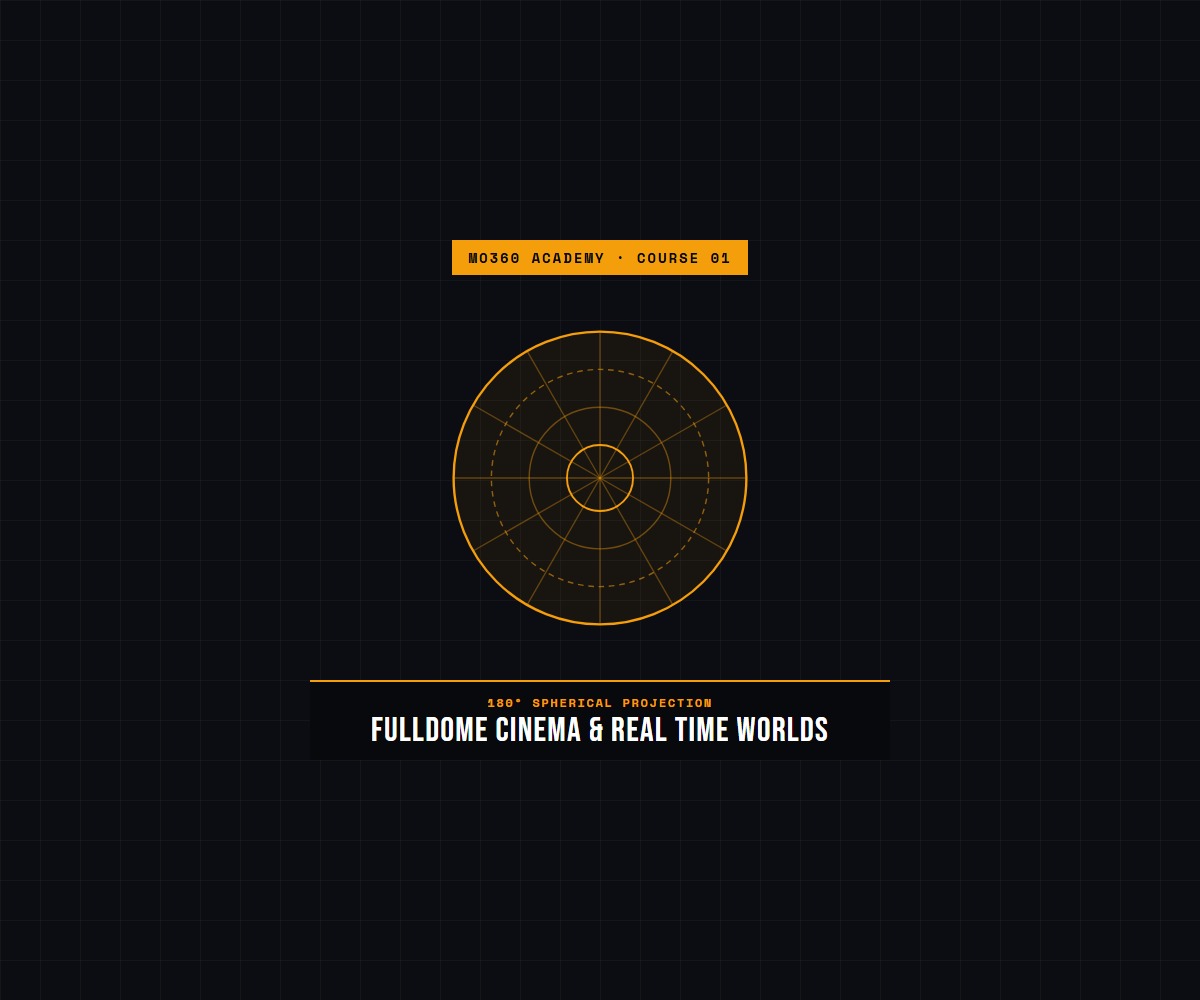 MO360 ACADEMY · COURSE 01
180° SPHERICAL PROJECTION
FULLDOME CINEMA & REAL TIME WORLDS